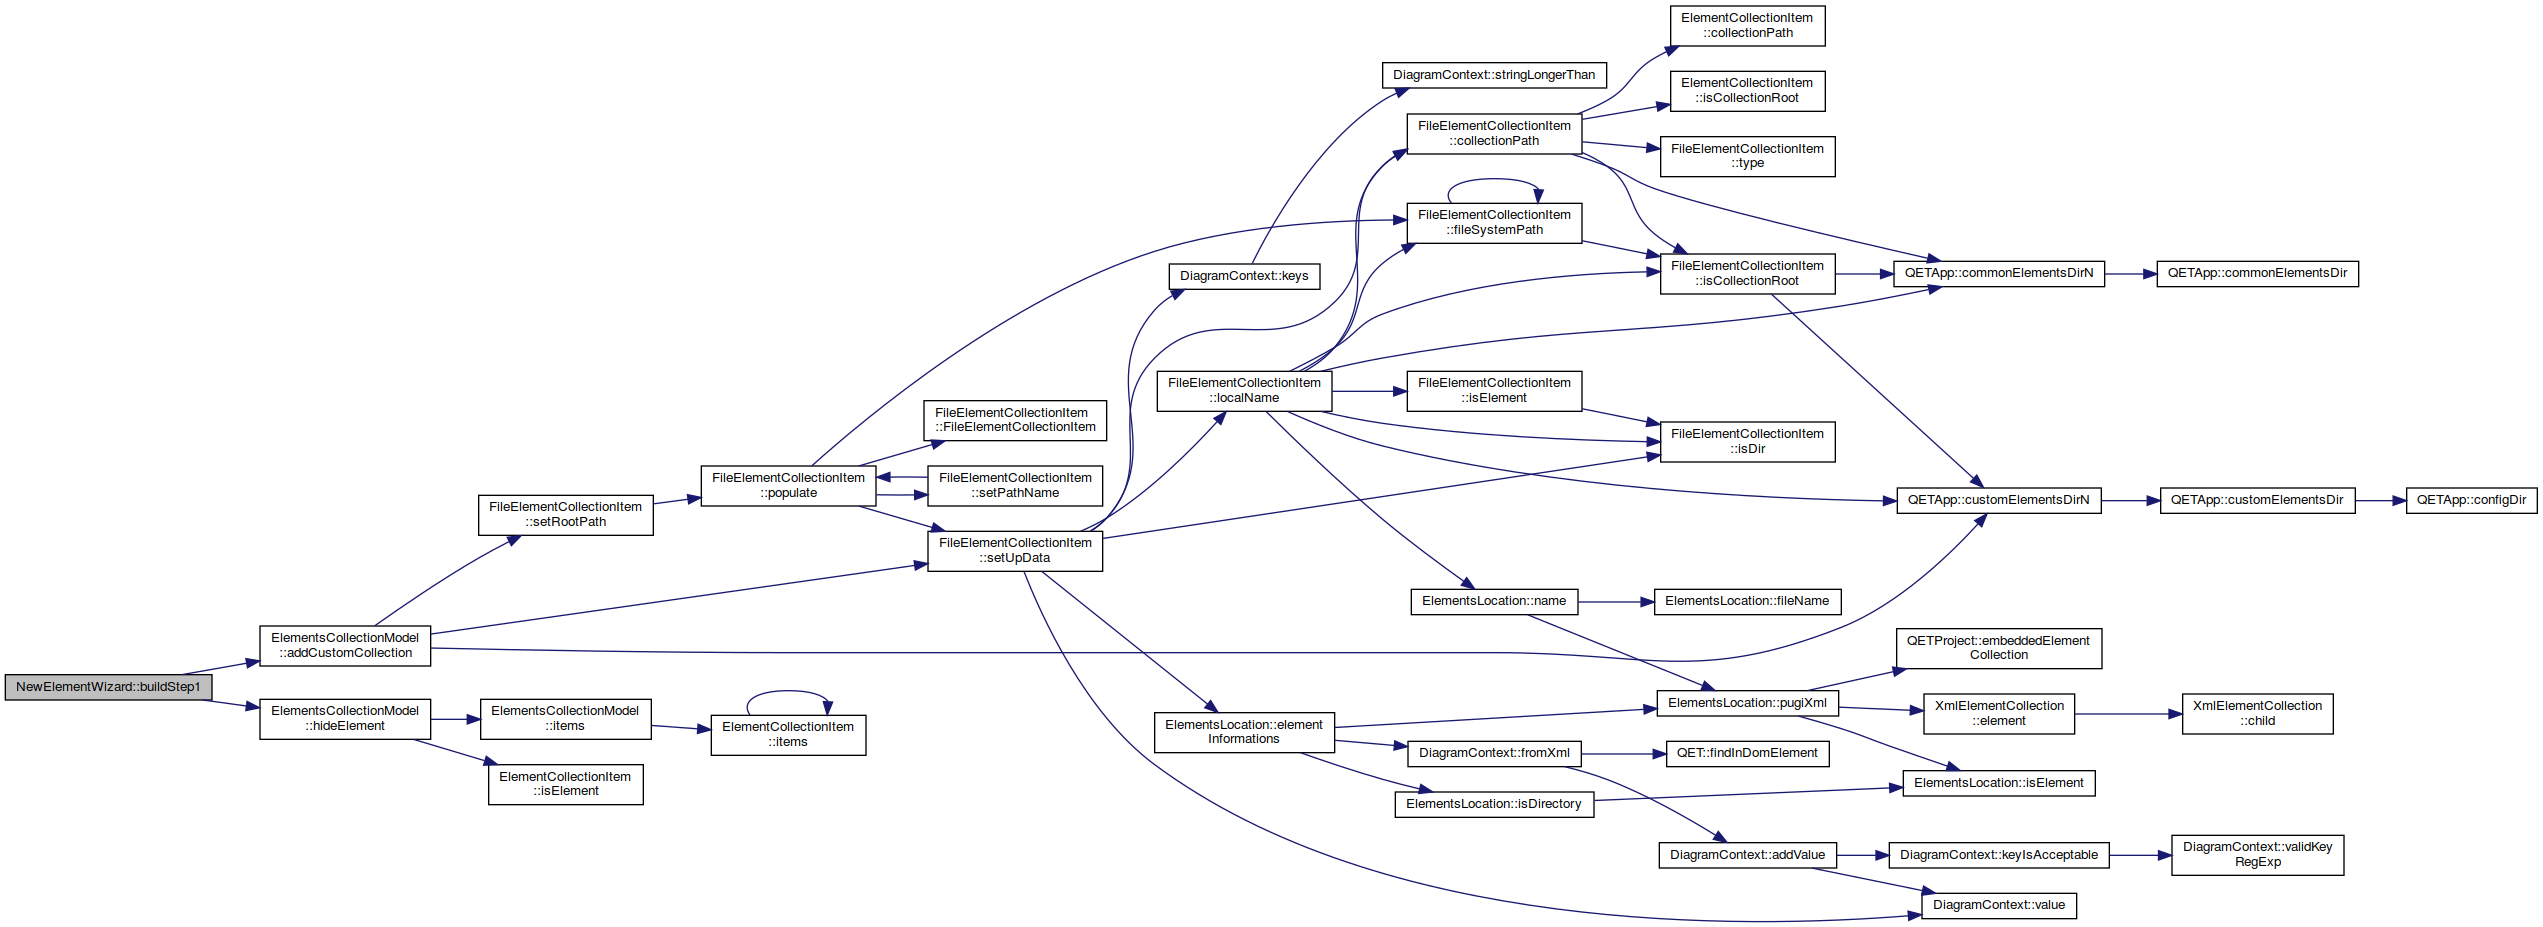 NewElementWizard::buildStep1
ElementsCollectionModel
::addCustomCollection
ElementsCollectionModel
::hideElement
FileElementCollectionItem
::setRootPath
ElementsCollectionModel
::items
ElementCollectionItem
::isElement
FileElementCollectionItem
::populate
ElementCollectionItem
::items
FileElementCollectionItem
::FileElementCollectionItem
FileElementCollectionItem
::setPathName
FileElementCollectionItem
::setUpData
DiagramContext::keys
FileElementCollectionItem
::localName
ElementsLocation::element
Informations
DiagramContext::stringLongerThan
FileElementCollectionItem
::collectionPath
FileElementCollectionItem
::fileSystemPath
FileElementCollectionItem
::isElement
ElementsLocation::name
DiagramContext::fromXml
ElementsLocation::isDirectory
ElementCollectionItem
::collectionPath
ElementCollectionItem
::isCollectionRoot
FileElementCollectionItem
::type
FileElementCollectionItem
::isCollectionRoot
FileElementCollectionItem
::isDir
ElementsLocation::fileName
ElementsLocation::pugiXml
QET::findInDomElement
DiagramContext::addValue
QETApp::commonElementsDirN
QETApp::customElementsDirN
QETProject::embeddedElement
Collection
XmlElementCollection
::element
ElementsLocation::isElement
DiagramContext::keyIsAcceptable
DiagramContext::value
QETApp::commonElementsDir
QETApp::customElementsDir
XmlElementCollection
::child
DiagramContext::validKey
RegExp
QETApp::configDir